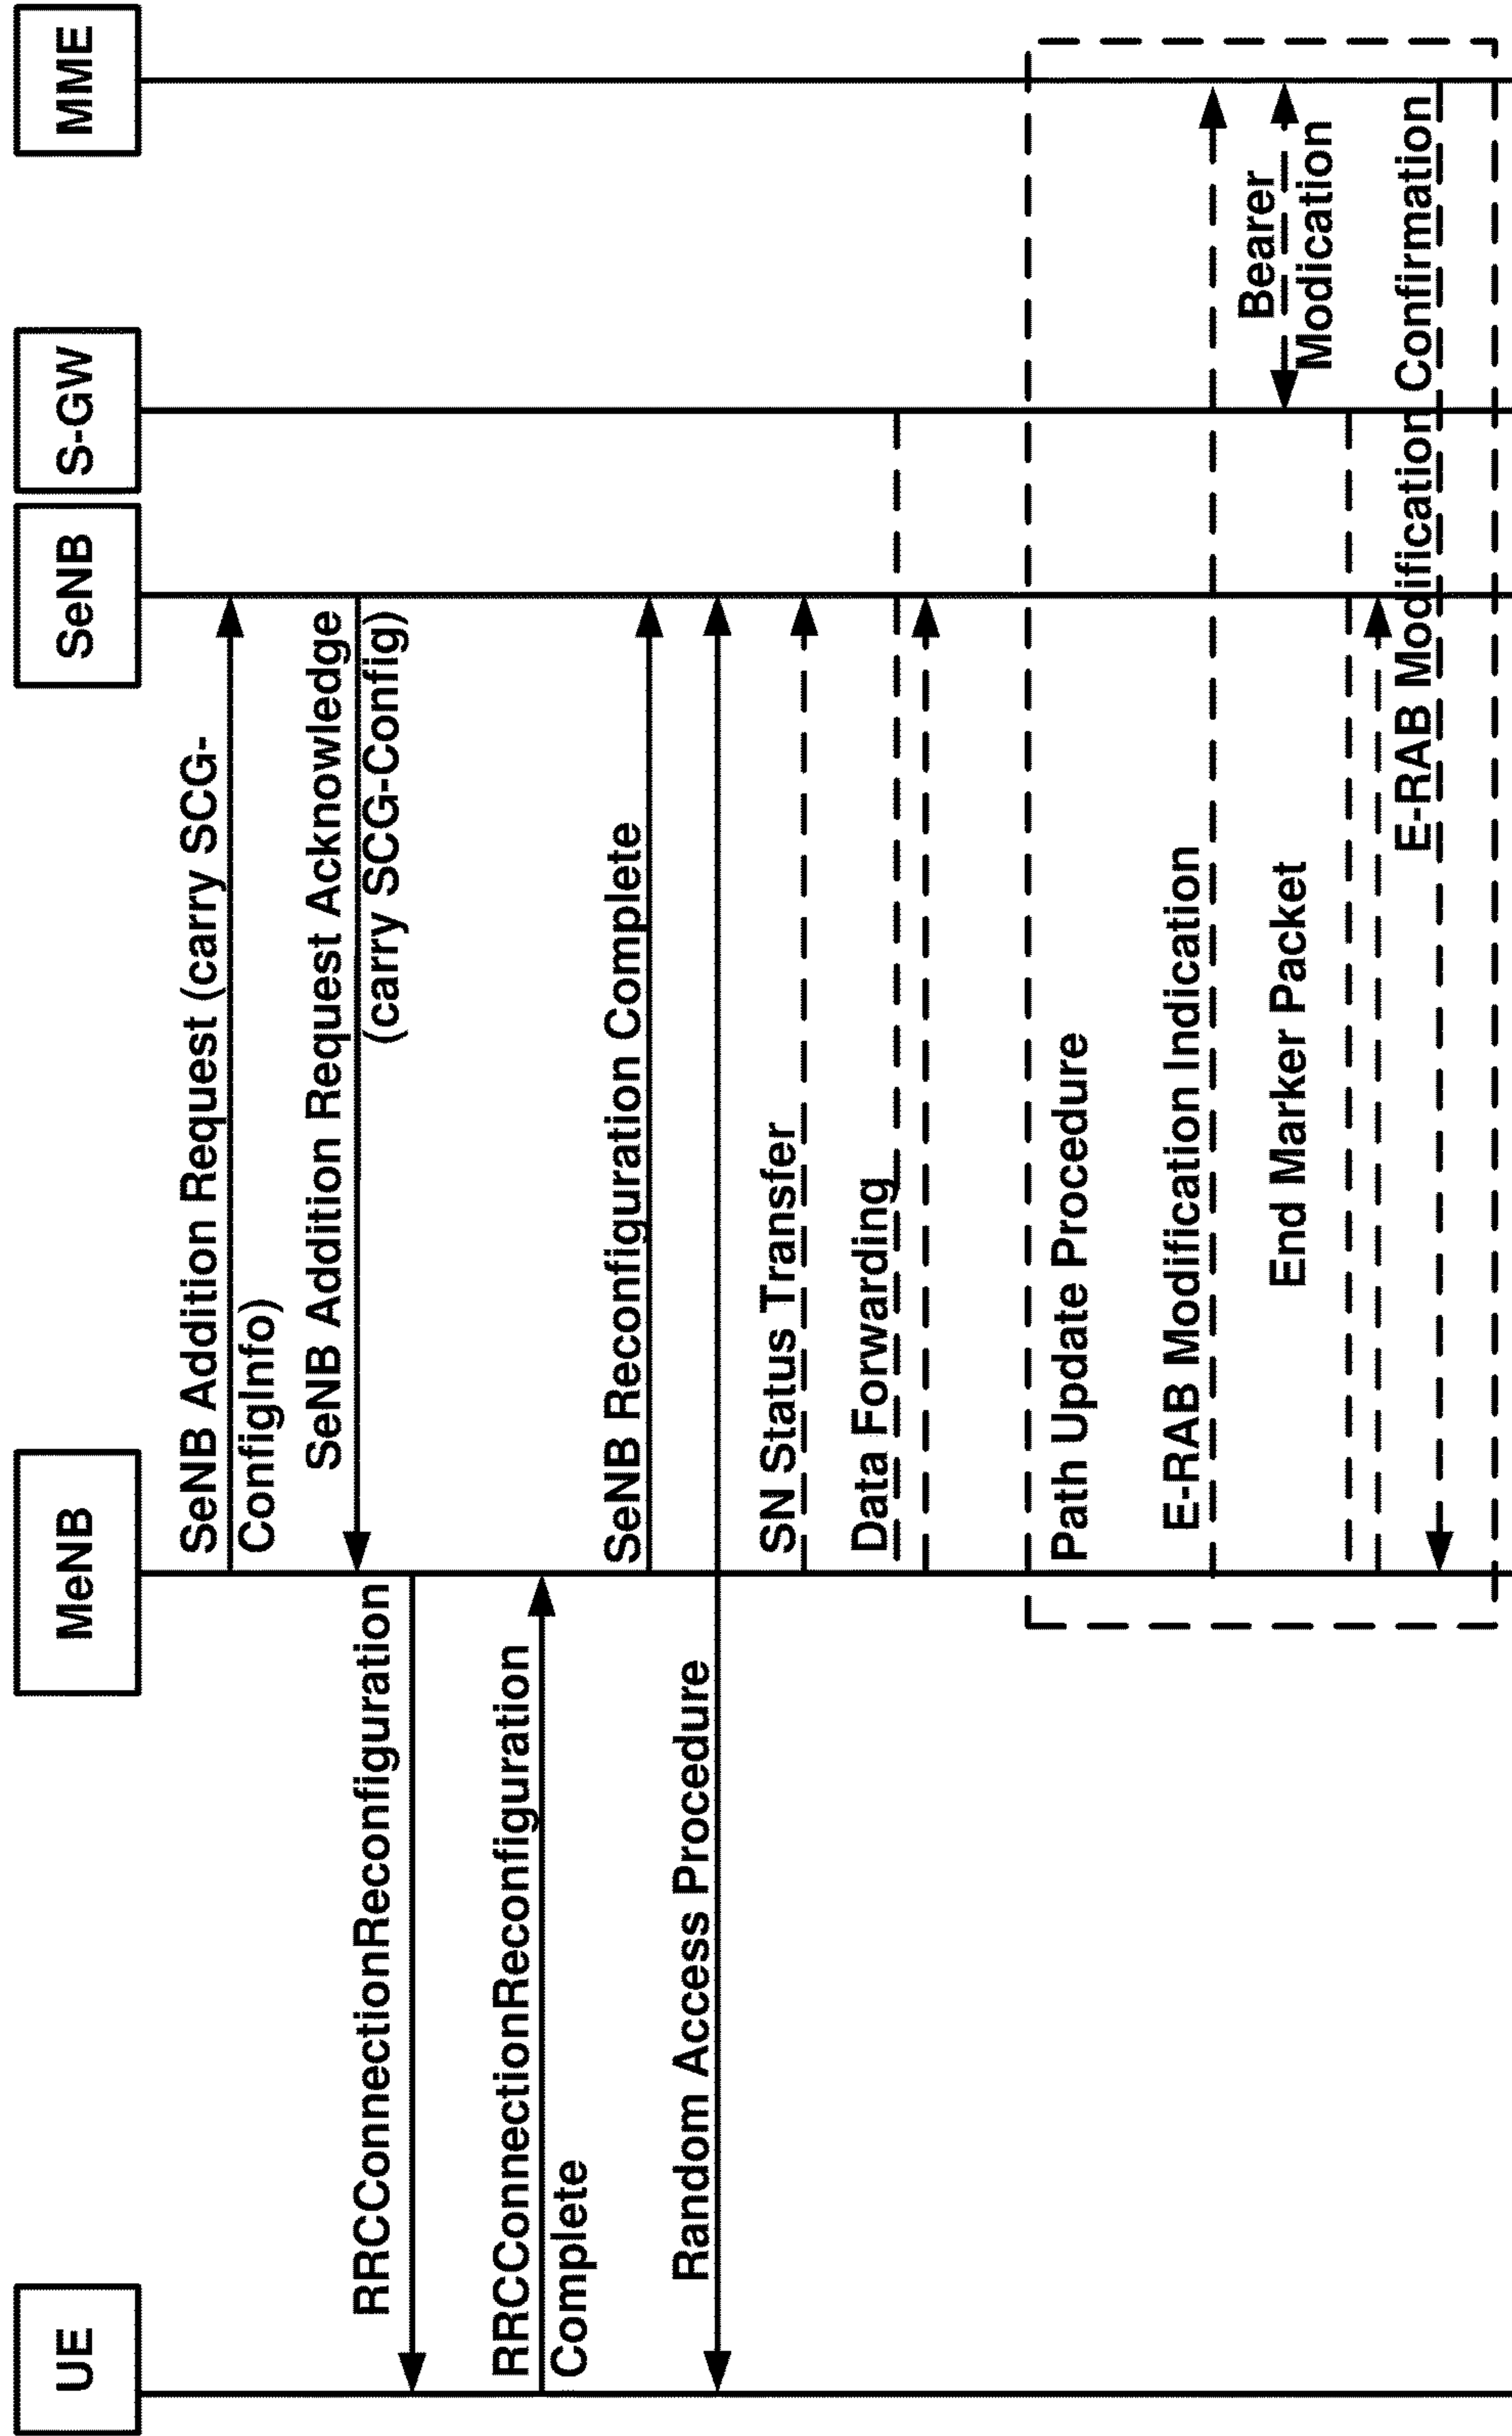 UE
MeNB
SeNB
S-GW
MME
SeNB Addition Request (carry SCG-
ConfigInfo)
SeNB Addition Request Acknowledge
(carry SCG-Config)
RRCConnectionReconfiguration
RRCConnectionReconfiguration
Complete
SeNB Reconfiguration Complete
Random Access Procedure
SN Status Transfer
Data Forwarding
Path Update Procedure
E-RAB Modification Indication
Bearer
Modication
End Marker Packet
E-RAB Modification Confirmation